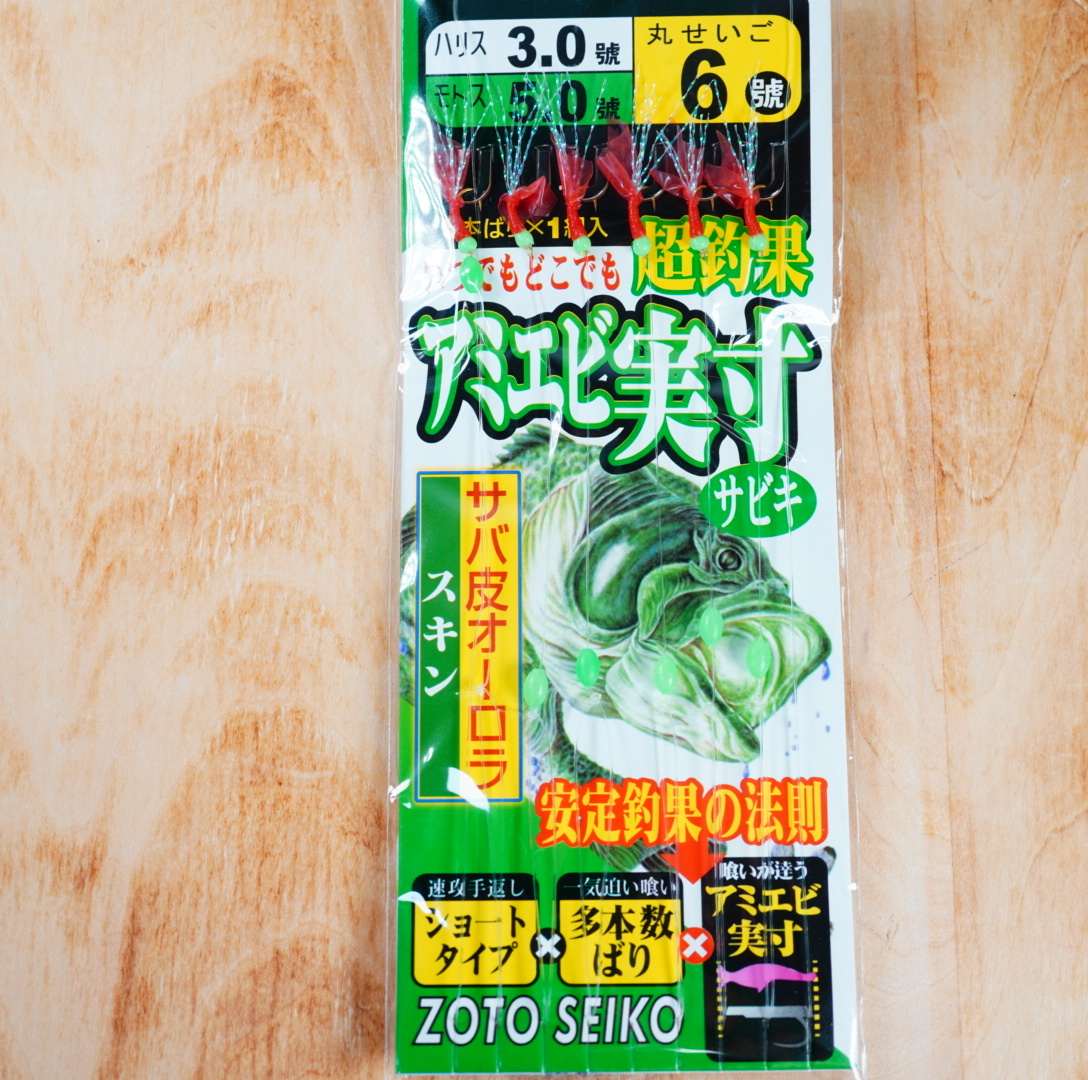 ハリス 3.0 號
モトス 5.0 號
丸せいご
6 號
本ばり×1組入
いつでもどこでも
超釣果
アミエビ実寸
サビキ
サバ皮オーロラ
スキン
安定釣果の法則
速攻手返し
ショート
タイプ
×
一気追い喰い
多本数
ばり
×
喰いが違う
アミエビ
実寸
ZOTO SEIKO